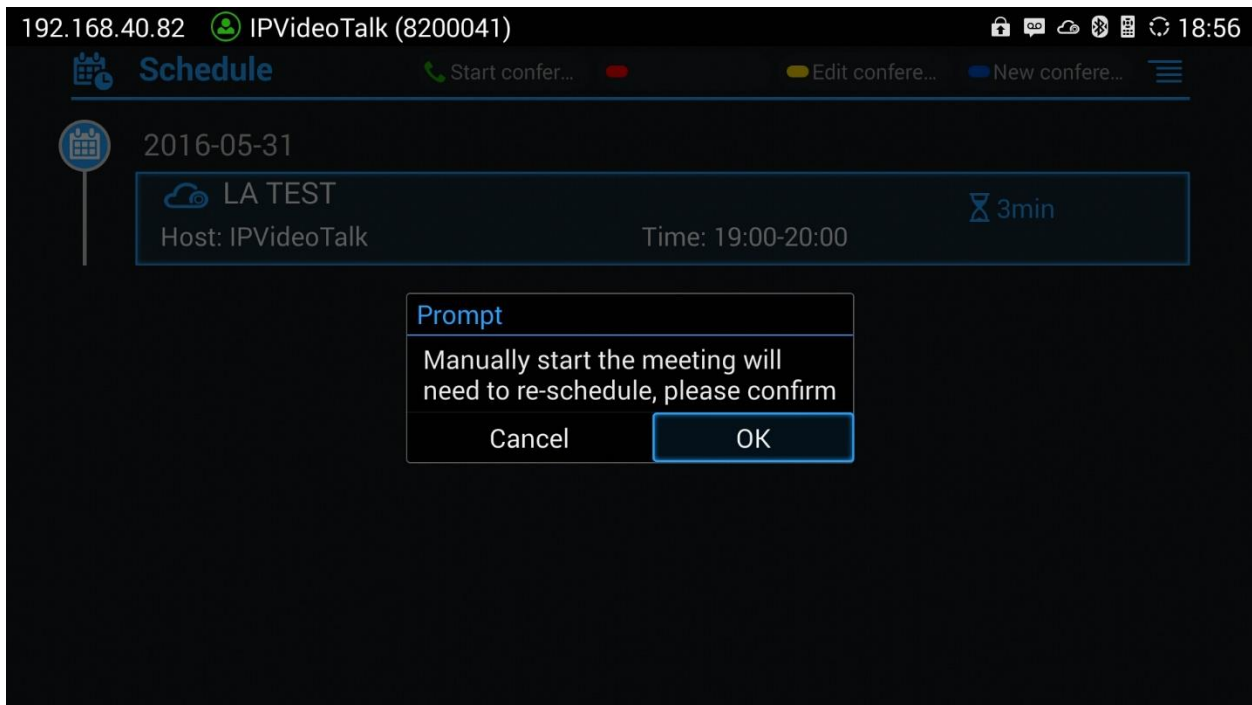 192.168.40.82 IPVideoTalk (8200041) 18:56
Schedule Start confer... Edit confere... New confere...
2016-05-31
LA TEST
3min
Host: IPVideoTalk Time: 19:00-20:00
Prompt
Manually start the meeting will
need to re-schedule, please confirm
Cancel OK